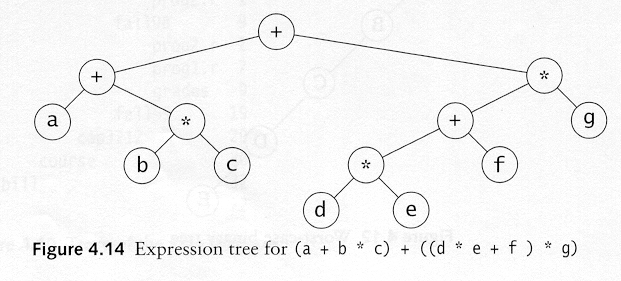 +
+ *
a * + g
b c * f
d e
Figure 4.14 Expression tree for (a + b * c) + ((d * e + f ) * g)